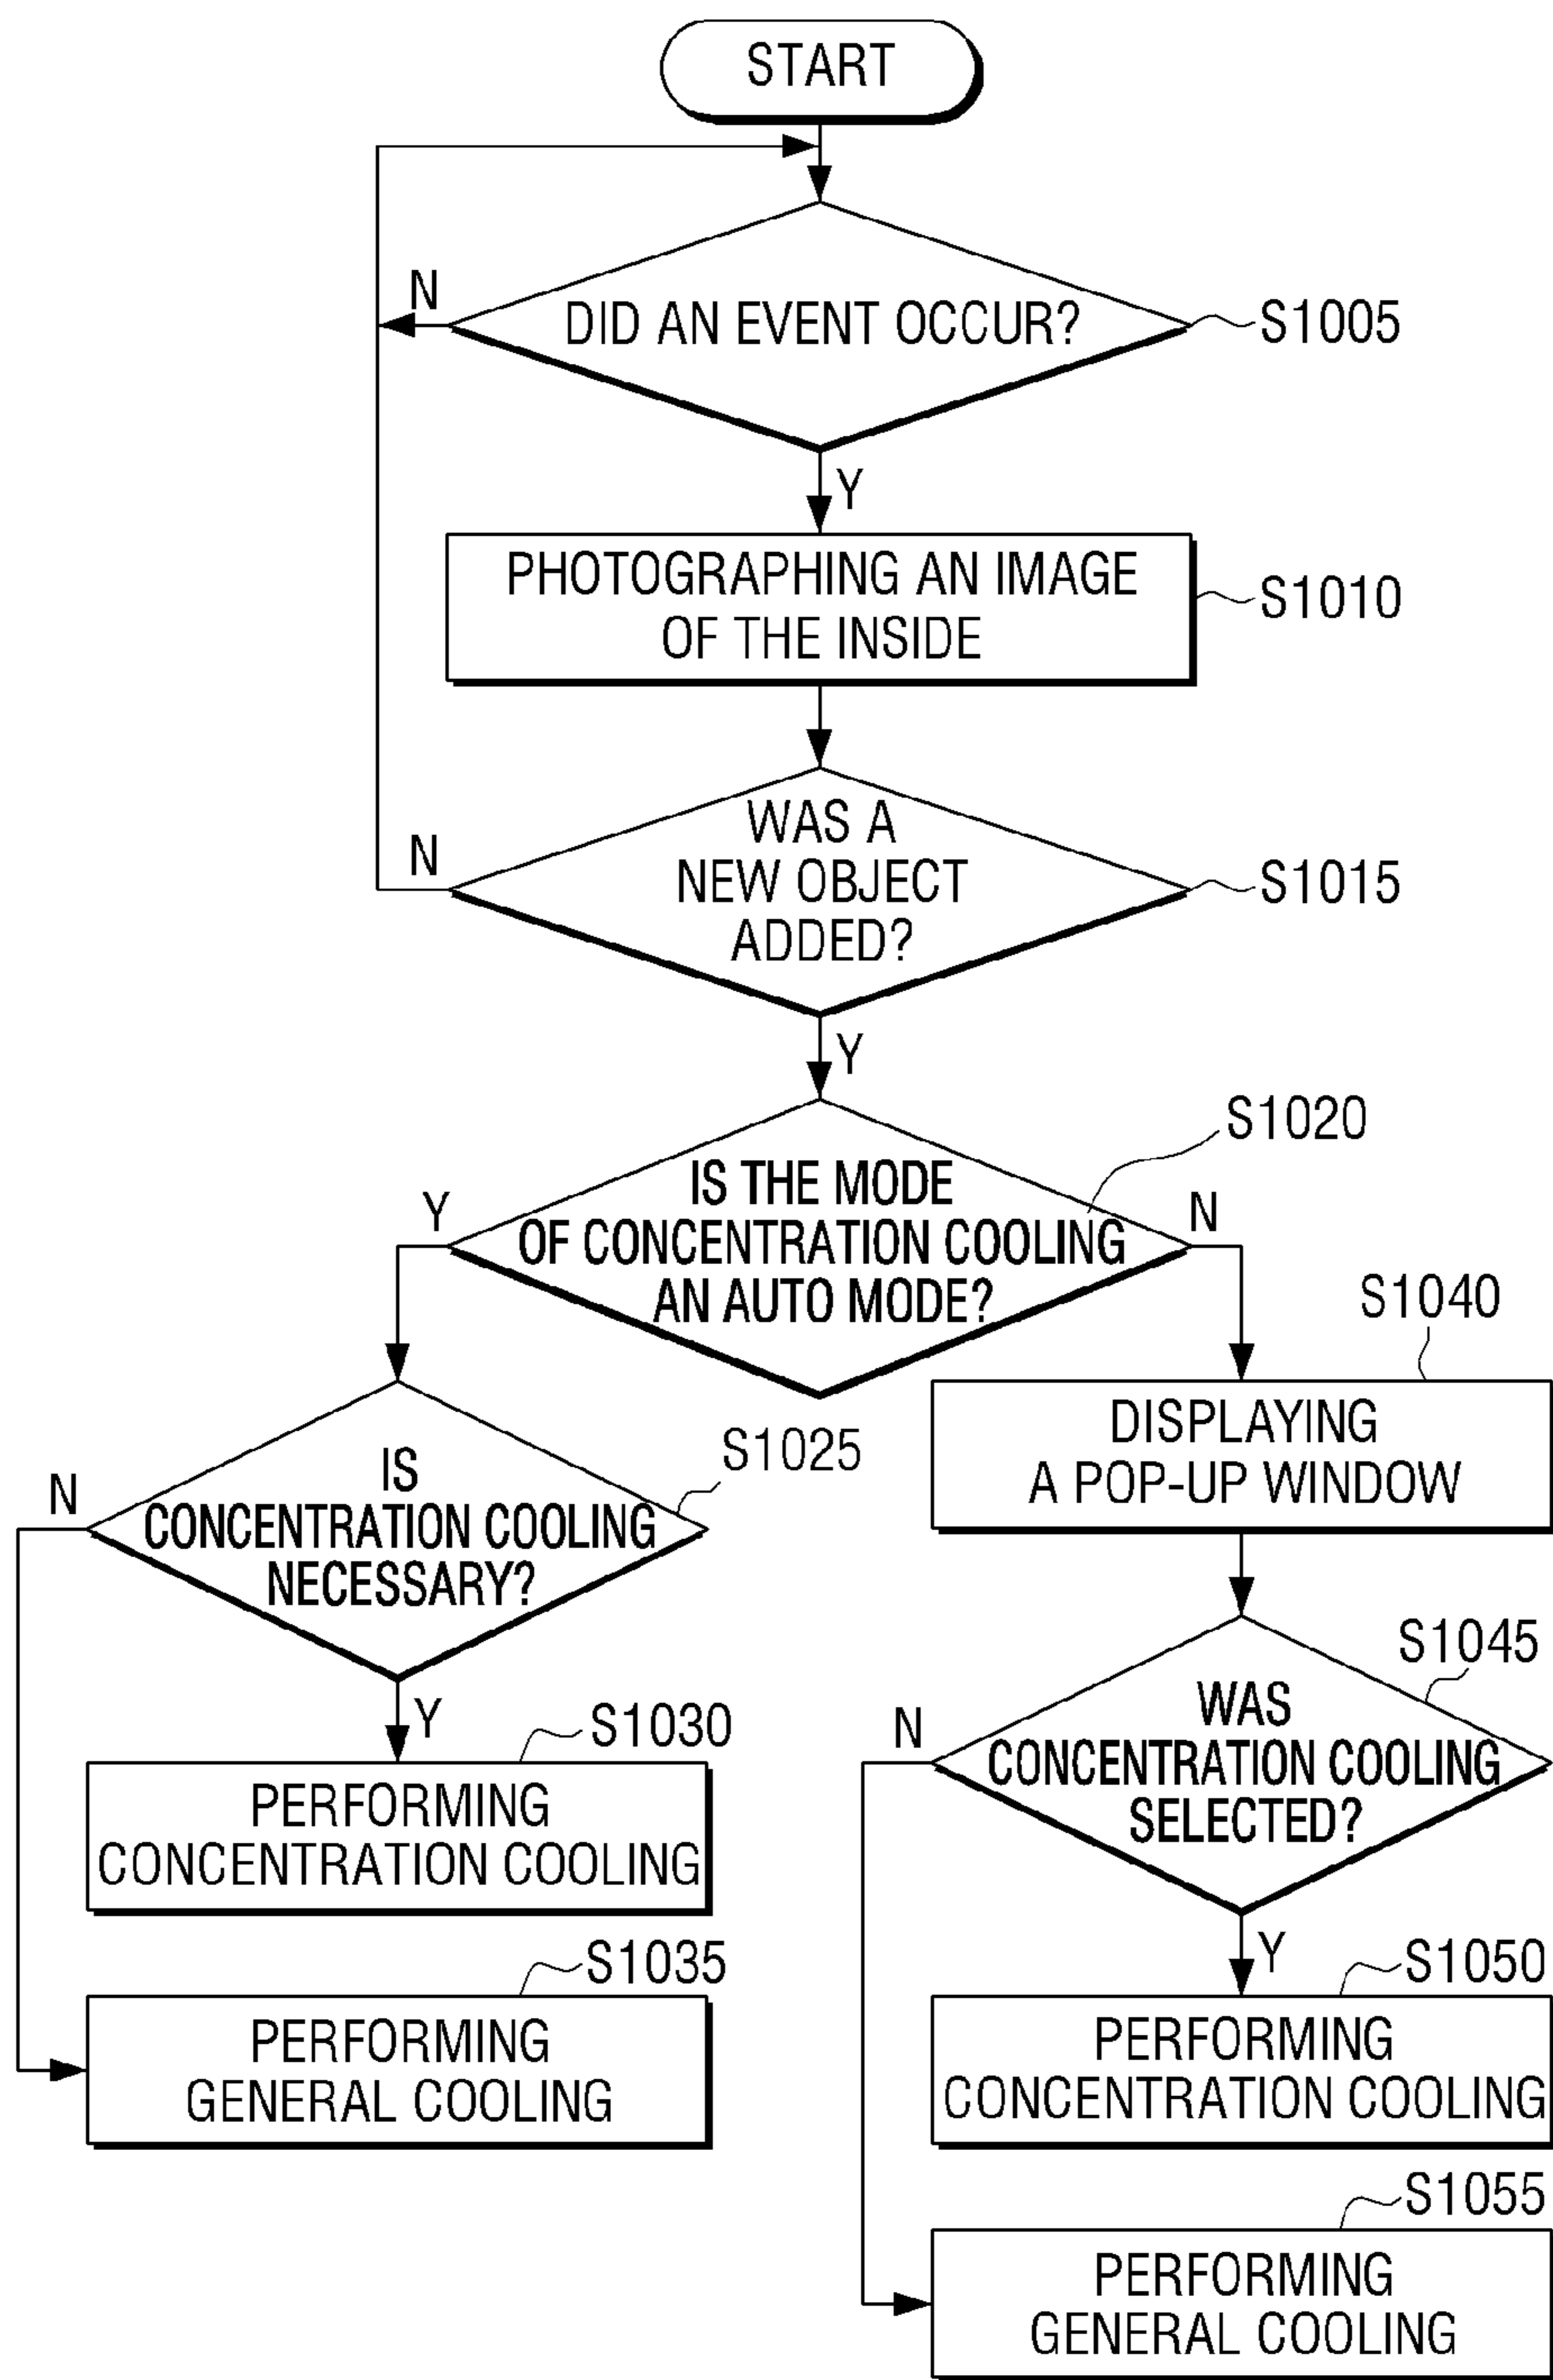 START
N
DID AN EVENT OCCUR?
S1005
Y
PHOTOGRAPHING AN IMAGE
OF THE INSIDE
S1010
N
WAS A
NEW OBJECT
ADDED?
S1015
Y
S1020
Y
IS THE MODE
OF CONCENTRATION COOLING
AN AUTO MODE?
N
S1040
DISPLAYING
A POP-UP WINDOW
S1025
N
IS
CONCENTRATION COOLING
NECESSARY?
Y
S1045
N
WAS
CONCENTRATION COOLING
SELECTED?
Y
S1030
PERFORMING
CONCENTRATION COOLING
S1035
PERFORMING
GENERAL COOLING
S1050
PERFORMING
CONCENTRATION COOLING
S1055
PERFORMING
GENERAL COOLING